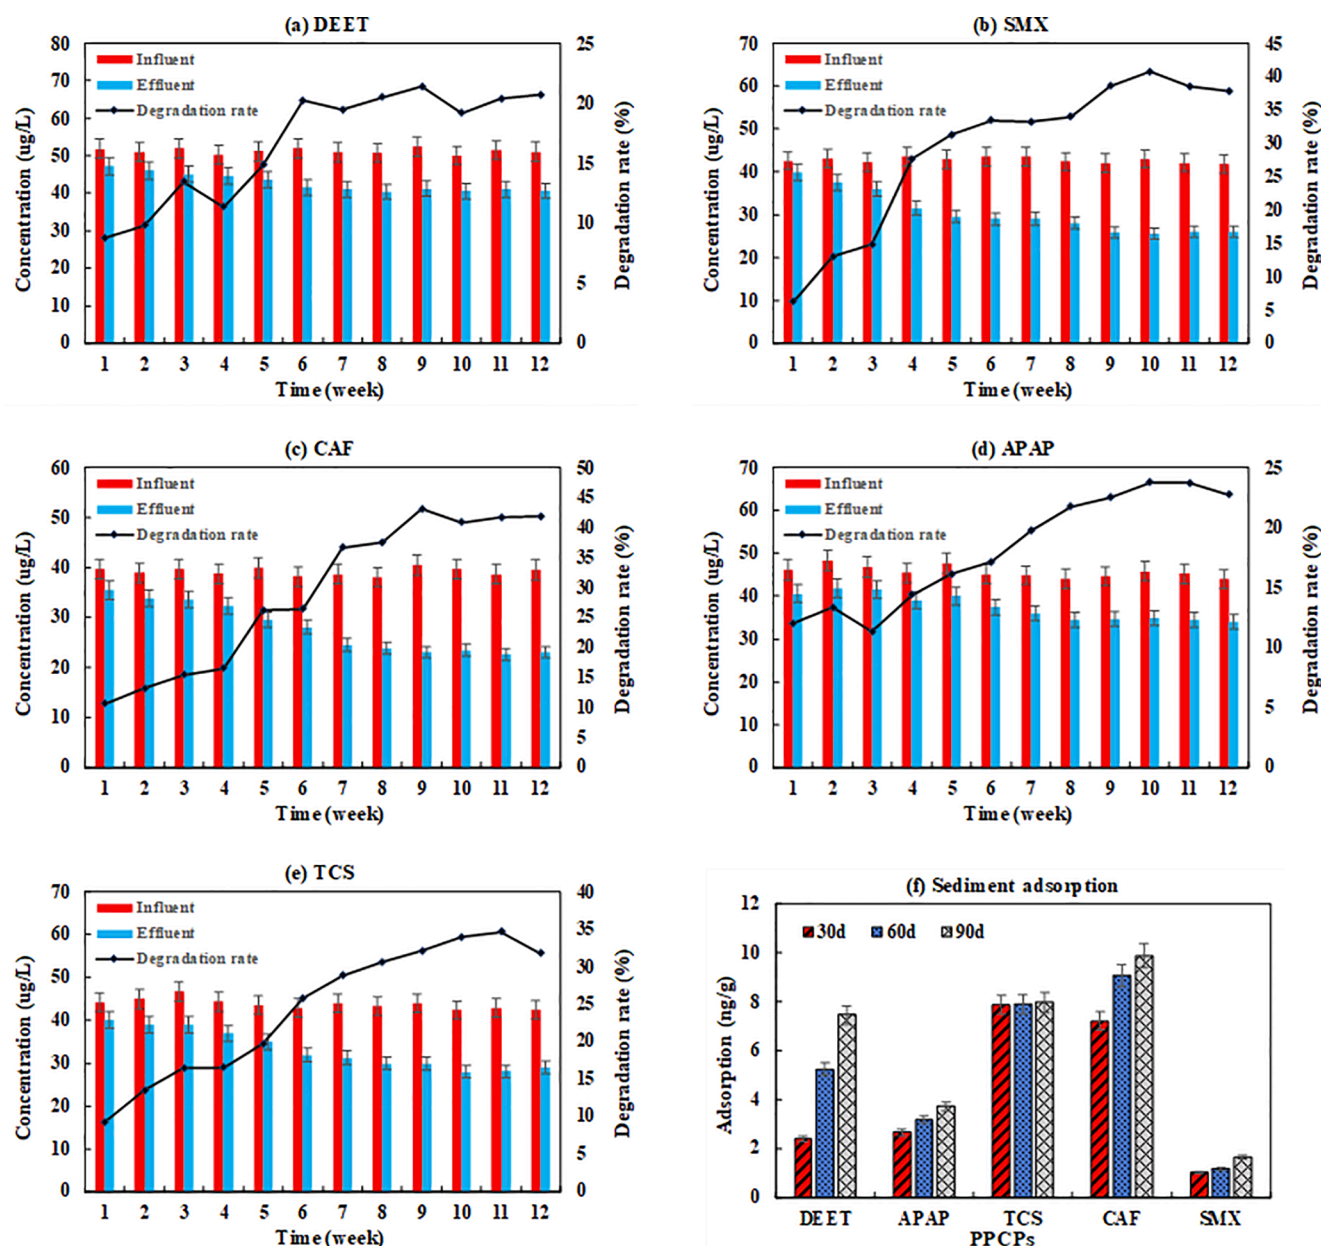 (a) DEET
80
70
60
50
40
30
20
10
0
25
20
15
10
5
0
Concentration (ug/L)
Degradation rate (%)
Influent
Effluent
Degradation rate
1 2 3 4 5 6 7 8 9 10 11 12
Time (week)
(b) SMX
70
60
50
40
30
20
10
0
45
40
35
30
25
20
15
10
5
0
Concentration (ug/L)
Degradation rate (%)
Influent
Effluent
Degradation rate
1 2 3 4 5 6 7 8 9 10 11 12
Time (week)
(c) CAF
60
50
40
30
20
10
0
50
45
40
35
30
25
20
15
10
5
0
Concentration (ug/L)
Degradation rate (%)
Influent
Effluent
Degradation rate
1 2 3 4 5 6 7 8 9 10 11 12
Time (week)
(d) APAP
70
60
50
40
30
20
10
0
25
20
15
10
5
0
Concentration (ug/L)
Degradation rate (%)
Influent
Effluent
Degradation rate
1 2 3 4 5 6 7 8 9 10 11 12
Time (week)
(e) TCS
70
60
50
40
30
20
10
0
40
35
30
25
20
15
10
5
0
Concentration (ug/L)
Degradation rate (%)
Influent
Effluent
Degradation rate
1 2 3 4 5 6 7 8 9 10 11 12
Time (week)
(f) Sediment adsorption
12
10
8
6
4
2
0
Adsorption (ng/g)
30d 60d 90d
DEET APAP TCS CAF SMX
PPCPs